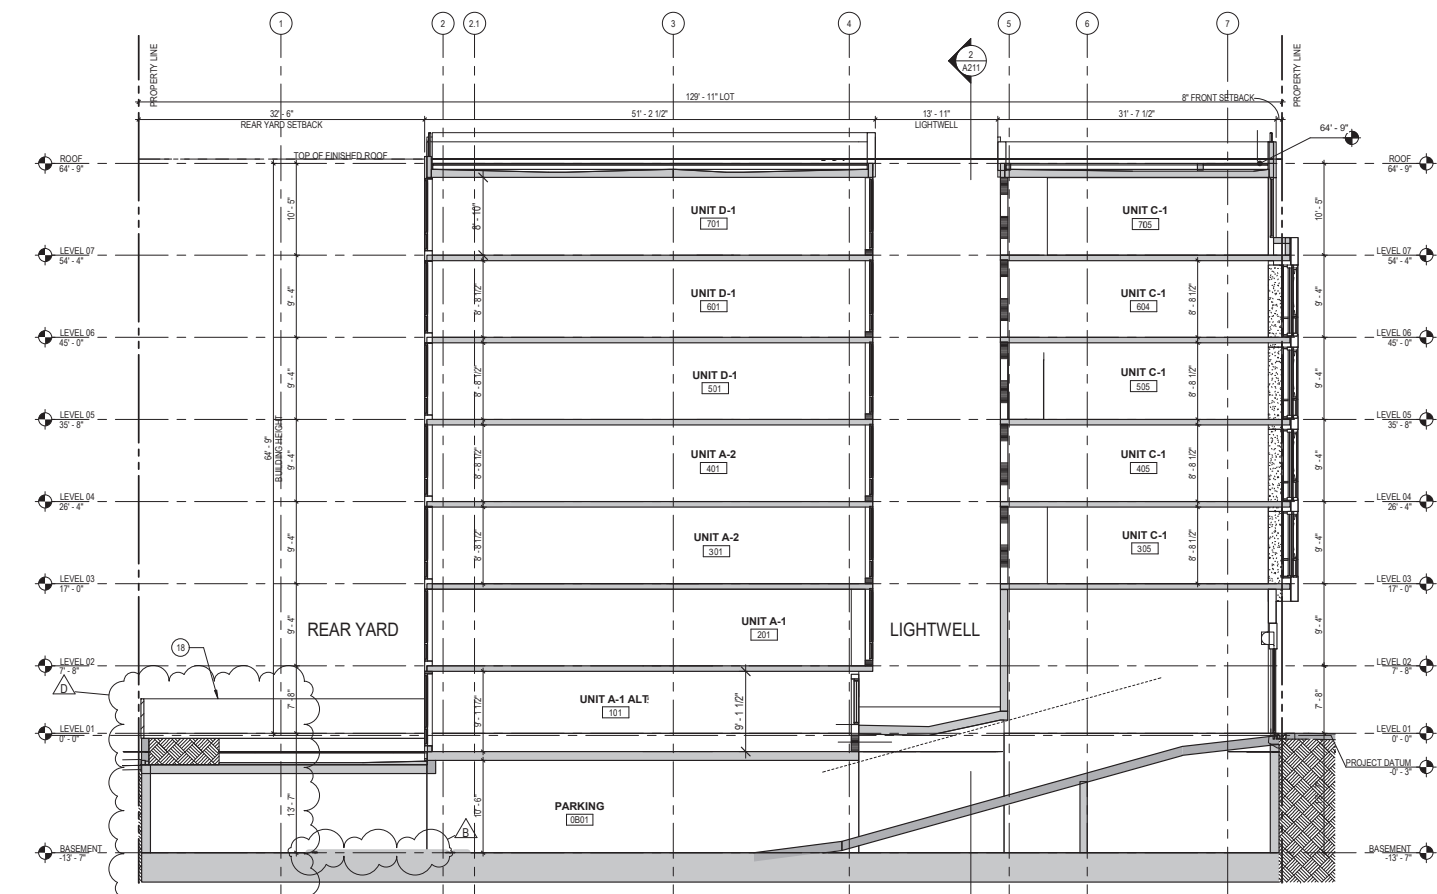 1
2
2.1
3
4
5
6
7
PROPERTY LINE
2
A211
PROPERTY LINE
129' - 11" LOT
8" FRONT SETBACK
32' - 6"
REAR YARD SETBACK
51' - 2 1/2"
13' - 11"
LIGHTWELL
31' - 7 1/2"
64' - 9"
ROOF
64' - 9"
TOP OF FINISHED ROOF
ROOF
64' - 9"
10' - 5"
8' - 10"
UNIT D-1
701
UNIT C-1
705
10' - 5"
LEVEL 07
54' - 4"
LEVEL 07
54' - 4"
9' - 4"
8' - 8 1/2"
UNIT D-1
601
UNIT C-1
604
8' - 8 1/2"
9' - 4"
LEVEL 06
45' - 0"
LEVEL 06
45' - 0"
9' - 4"
8' - 8 1/2"
UNIT D-1
501
UNIT C-1
505
8' - 8 1/2"
9' - 4"
LEVEL 05
35' - 8"
LEVEL 05
35' - 8"
64' - 9"
BUILDING HEIGHT
9' - 4"
8' - 8 1/2"
UNIT A-2
401
UNIT C-1
405
8' - 8 1/2"
9' - 4"
LEVEL 04
26' - 4"
LEVEL 04
26' - 4"
9' - 4"
8' - 8 1/2"
UNIT A-2
301
UNIT C-1
305
8' - 8 1/2"
9' - 4"
LEVEL 03
17' - 0"
LEVEL 03
17' - 0"
9' - 4"
REAR YARD
UNIT A-1
201
LIGHTWELL
9' - 4"
18
LEVEL 02
7' - 8"
LEVEL 02
7' - 8"
D
7' - 8"
9' - 1 1/2"
UNIT A-1 ALT.
101
9' - 1 1/2"
7' - 8"
LEVEL 01
0' - 0"
LEVEL 01
0' - 0"
PROJECT DATUM
-0' - 3"
13' - 7"
10' - 6"
PARKING
0B01
B
BASEMENT
-13' - 7"
BASEMENT
-13' - 7"